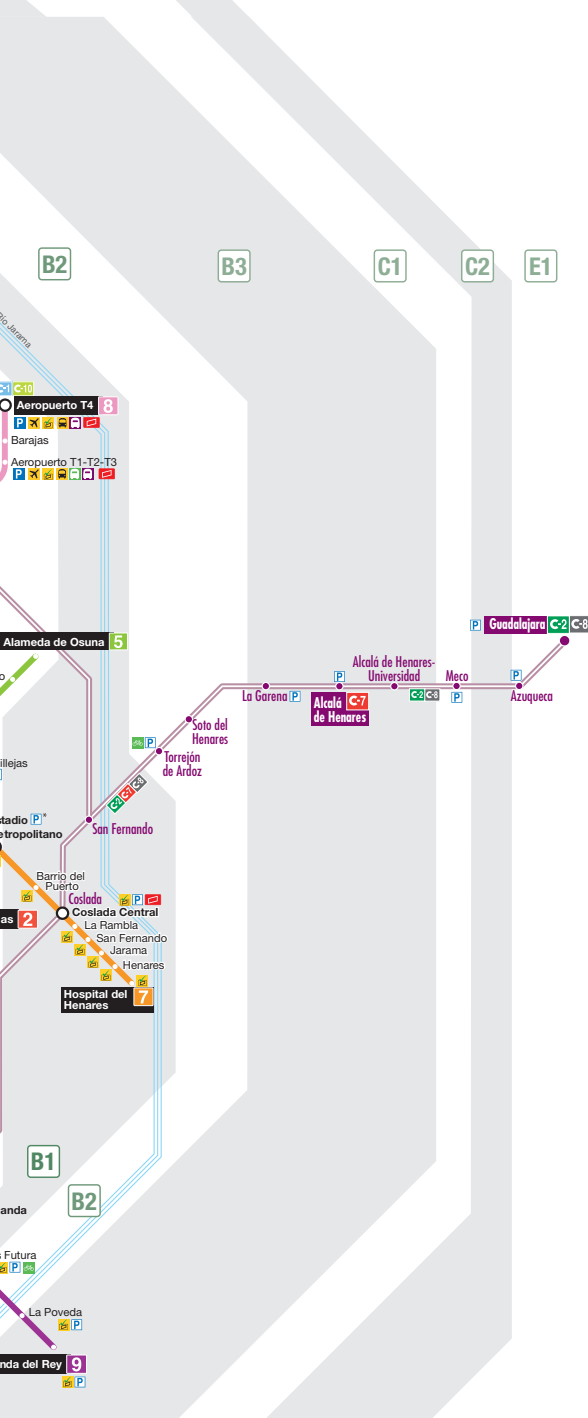 B2
B3
C1
C2
E1
Río Jarama
C-1 C-10
Aeropuerto T4 8
P
Barajas
Aeropuerto T1-T2-T3
P
Alameda de Osuna 5
P Guadalajara C-2 C-8
Alcalá de Henares-
Universidad
C-2 C-8
Meco
P
P
Azuqueca
La Garena P
P
Alcalá C-7
de Henares
Soto del
Henares
P
Torrejón
de Ardoz
C-2 C-7 C-8
illejas
San Fernando
tadio P*
etropolitano
Barrio del
Puerto
Coslada
P
Coslada Central
as 2
La Rambla
San Fernando
Jarama
Henares
Hospital del
Henares 7
B1
B2
anda
s Futura
P
La Poveda
P
nda del Rey 9
P